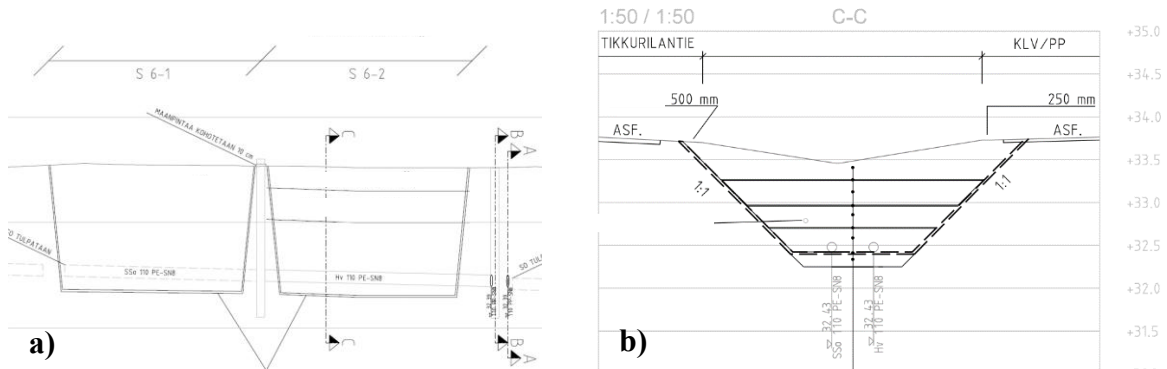 S 6-1
S 6-2
MAANPINTAA KOHOTETAAN 10 cm
C
B
A
SSa 110 PE-SN8
Hv 110 PE-SN8
C
B
A
a)
1:50 / 1:50
C-C
TIKKURILANTIE
KLV/PP
500 mm
250 mm
ASF.
ASF.
1:1
1:1
32.43
SSa 110 PE-SN8
32.43
Hv 110 PE-SN8
+35.0
+34.5
+34.0
+33.5
+33.0
+32.5
+32.0
+31.5
b)